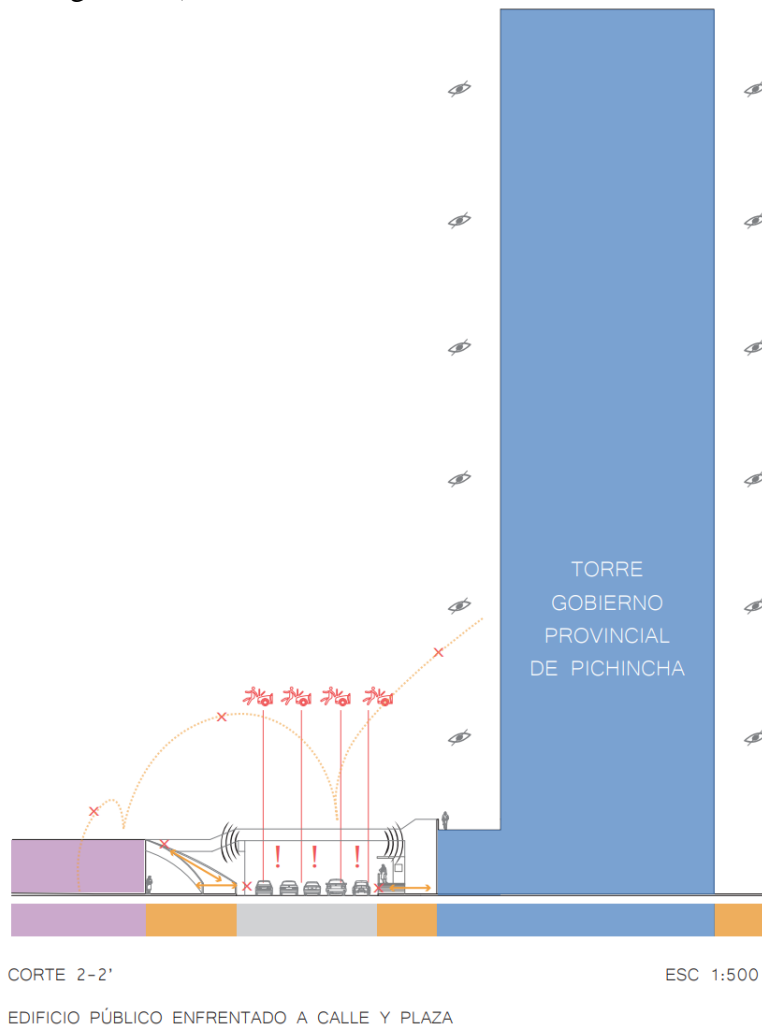 TORRE
GOBIERNO
PROVINCIAL
DE PICHINCHA
! ! !
CORTE 2-2' ESC 1:500
EDIFICIO PÚBLICO ENFRENTADO A CALLE Y PLAZA